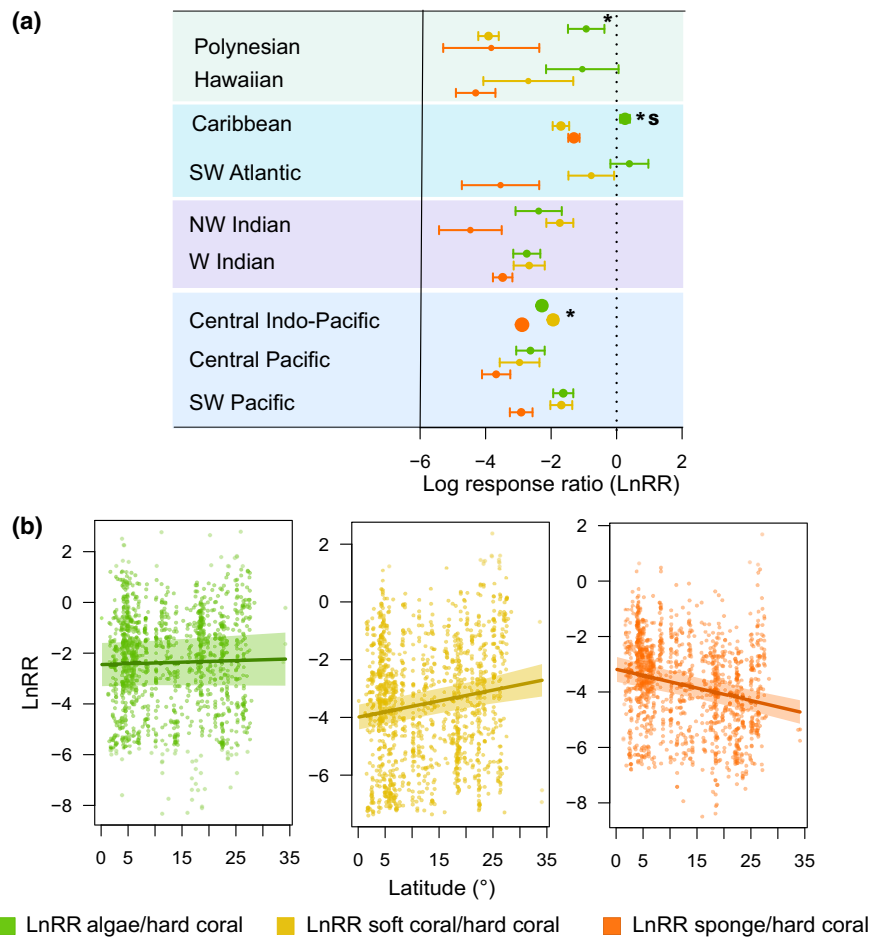 (a)
*
Polynesian
Hawaiian
Caribbean
* s
SW Atlantic
NW Indian
W Indian
Central Indo-Pacific
*
Central Pacific
SW Pacific
−6 −4 −2 0 2
Log response ratio (LnRR)
(b)
LnRR
2
0
−2
−4
−6
−8
0 5 15 25 35
2
0
−2
−4
−6
0 5 15 25 35
2
0
−2
−4
−6
−8
0 5 15 25 35
Latitude (°)
LnRR algae/hard coral LnRR soft coral/hard coral LnRR sponge/hard coral